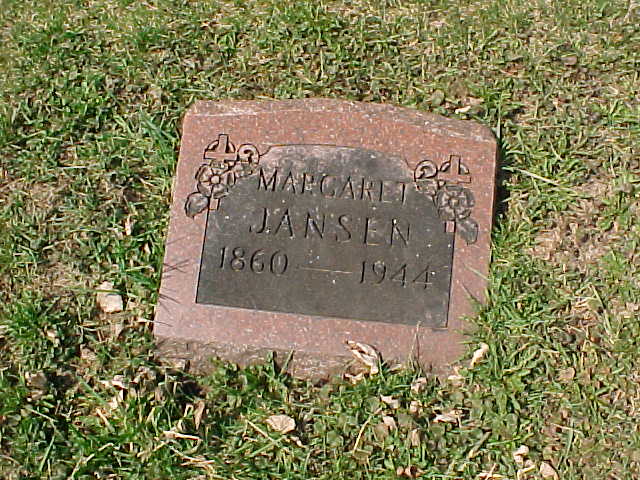 MARGARET
JANSEN
1860 — 1944